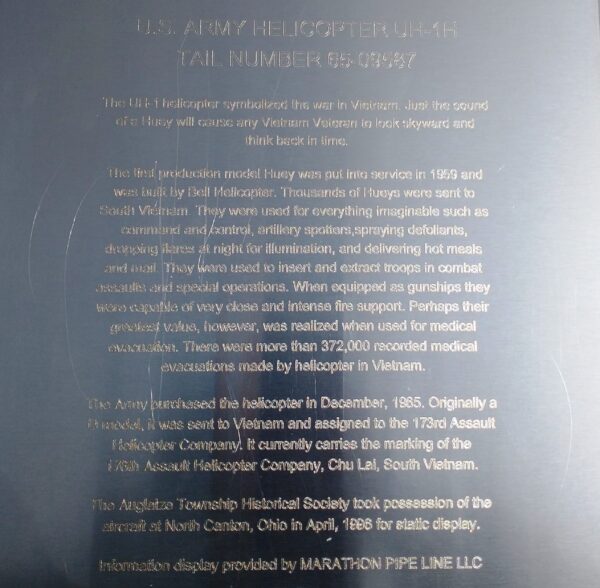 U.S. ARMY HELICOPTER UH-1H
TAIL NUMBER 65-09567
The UH-1 helicopter symbolized the war in Vietnam. Just the sound
of a Huey will cause any Vietnam Veteran to look skyward and
think back in time.
The first production model Huey was put into service in 1959 and
was built by Bell Helicopter. Thousands of Hueys were sent to
South Vietnam. They were used for everything imaginable such as
command and control, artillery spotters,spraying defoliants,
dropping flares at night for illumination, and delivering hot meals
and mail. They were used to insert and extract troops in combat
assaults and special operations. When equipped as gunships they
were capable of very close and intense fire support. Perhaps their
greatest value, however, was realized when used for medical
evacuation. There were more than 372,000 recorded medical
evacuations made by helicopter in Vietnam.
The Army purchased the helicopter in December, 1965. Originally a
D model, it was sent to Vietnam and assigned to the 173rd Assault
Helicopter Company. It currently carries the marking of the
176th Assault Helicopter Company, Chu Lai, South Vietnam.
The Auglaize Township Historical Society took possession of the
aircraft at North Canton, Ohio in April, 1996 for static display.
Information display provided by MARATHON PIPE LINE LLC